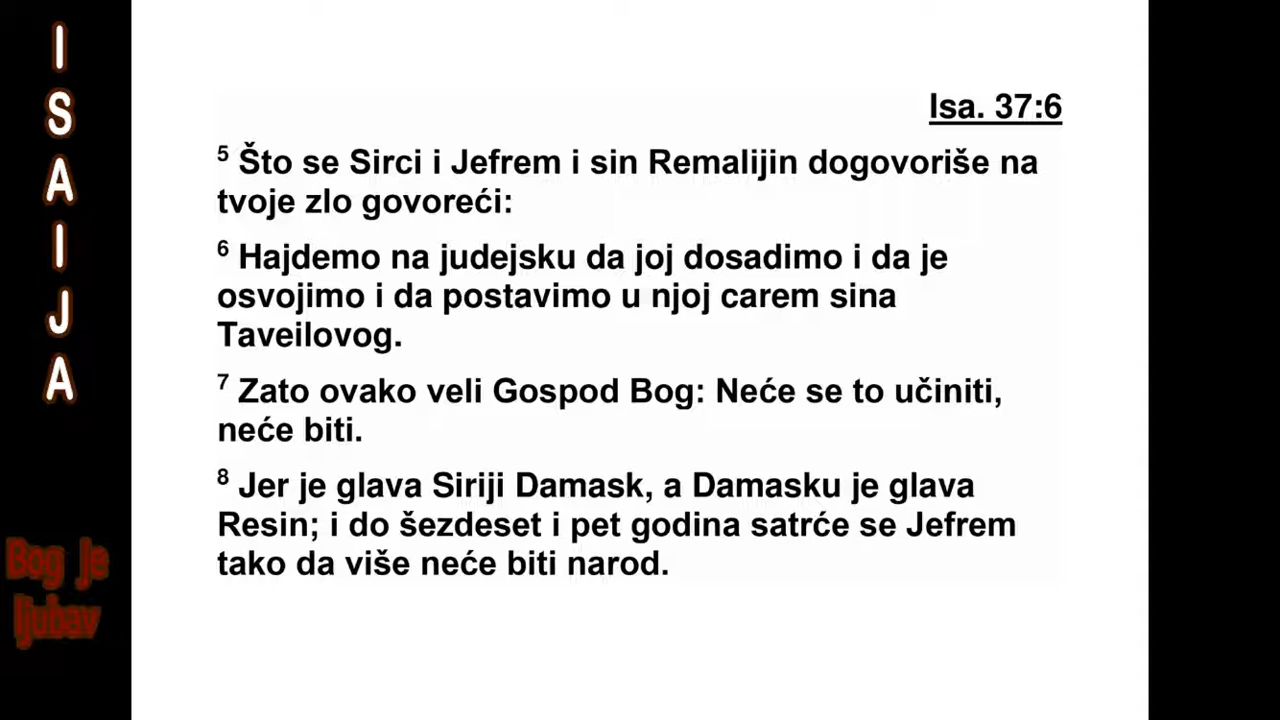 ISAIJA
Bog je
ljubav
Isa. 37:6
5 Što se Sirci i Jefrem i sin Remalijin dogovoriše na
tvoje zlo govoreći:
6 Hajdemo na judejsku da joj dosadimo i da je
osvojimo i da postavimo u njoj carem sina
Taveilovog.
7 Zato ovako veli Gospod Bog: Neće se to učiniti,
neće biti.
8 Jer je glava Siriji Damask, a Damasku je glava
Resin; i do šezdeset i pet godina satrće se Jefrem
tako da više neće biti narod.